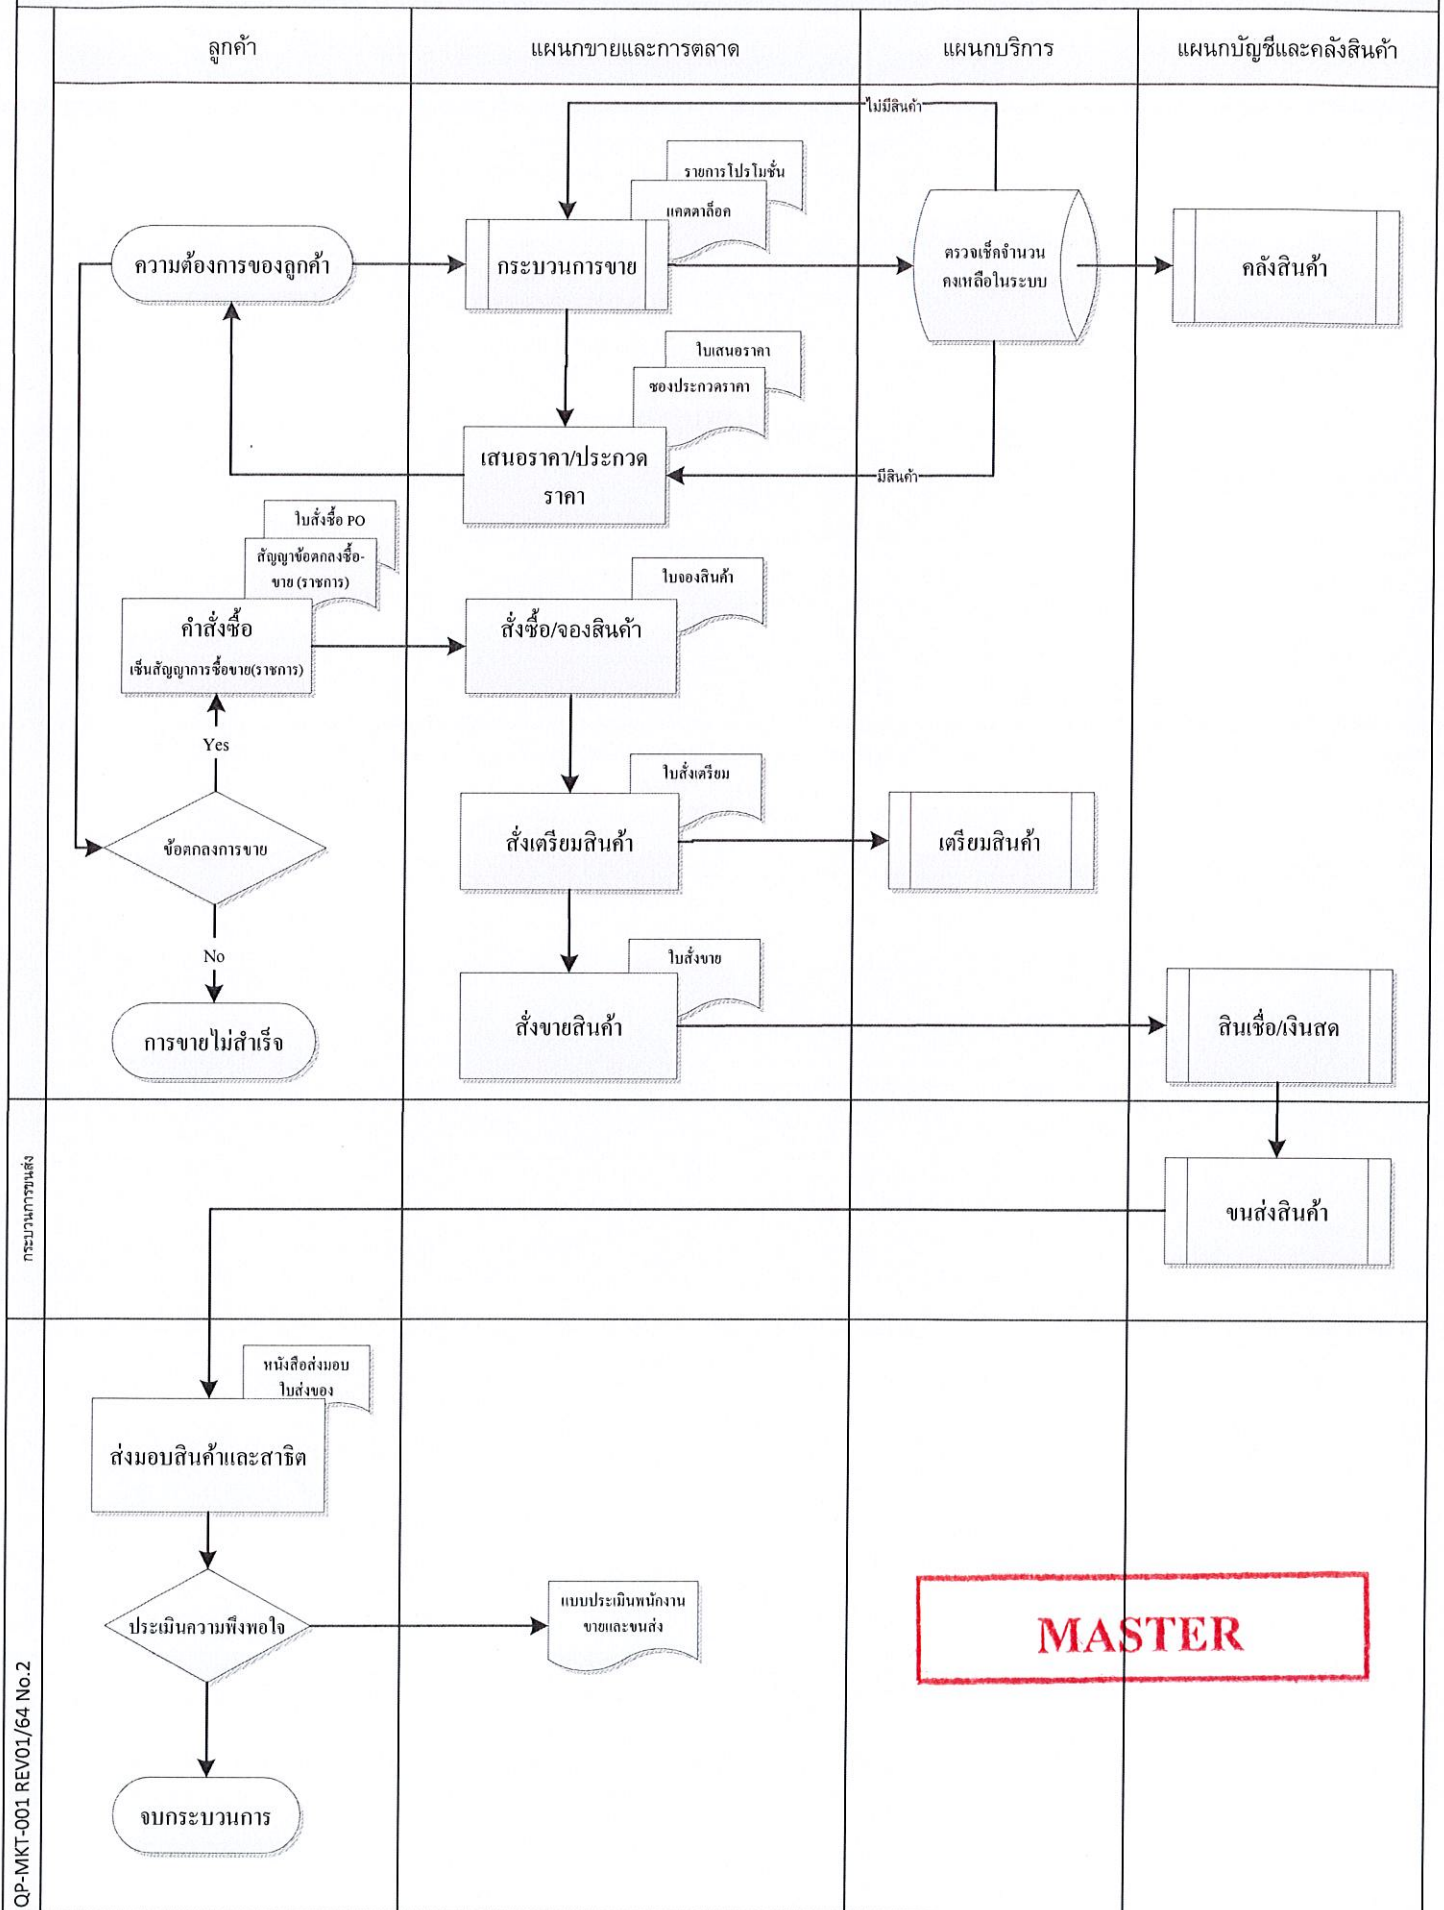 ลูกค้า
แผนกขายและการตลาด
แผนกบริการ
แผนกบัญชีและคลังสินค้า
ไม่มีสินค้า
รายการโปรโมชั่น
แคตตาล็อค
ความต้องการของลูกค้า
กระบวนการขาย
ตรวจเช็คจำนวน
คงเหลือในระบบ
คลังสินค้า
ใบเสนอราคา
ซองประกวดราคา
เสนอราคา/ประกวด
ราคา
มีสินค้า
ใบสั่งซื้อ PO
สัญญาข้อตกลงซื้อ-
ขาย (ราชการ)
คำสั่งซื้อ
เซ็นสัญญาการซื้อขาย(ราชการ)
ใบจองสินค้า
สั่งซื้อ/จองสินค้า
Yes
ข้อตกลงการขาย
No
การขายไม่สำเร็จ
ใบสั่งเตรียม
สั่งเตรียมสินค้า
เตรียมสินค้า
ใบสั่งขาย
สั่งขายสินค้า
สินเชื่อ/เงินสด
กระบวนการขนส่ง
ขนส่งสินค้า
หนังสือส่งมอบ
ใบส่งของ
ส่งมอบสินค้าและสาธิต
ประเมินความพึงพอใจ
แบบประเมินพนักงาน
ขายและขนส่ง
MASTER
จบกระบวนการ
QP-MKT-001 REV01/64 No.2